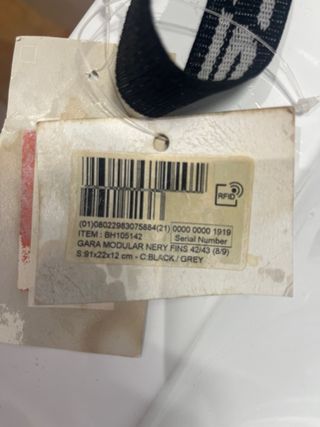 RFID
(01)08022983075884(21) 0000 0000 1919
ITEM : BH105142 Serial Number
GARA MODULAR NERY FINS 42/43 (8/9)
S:91x22x12 cm - C:BLACK / GREY